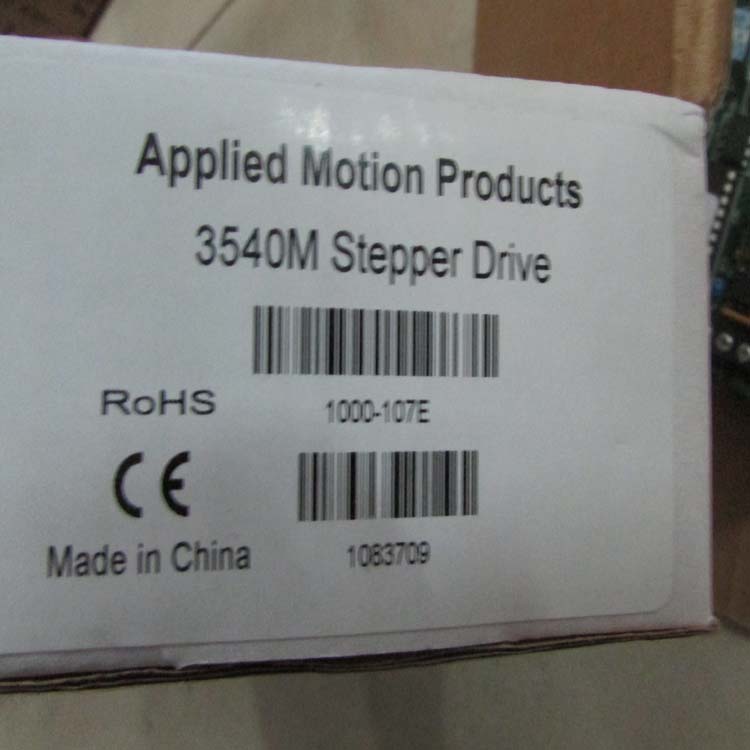 Applied Motion Products
3540M Stepper Drive
RoHS
1000-107E
CE
Made in China
1083709